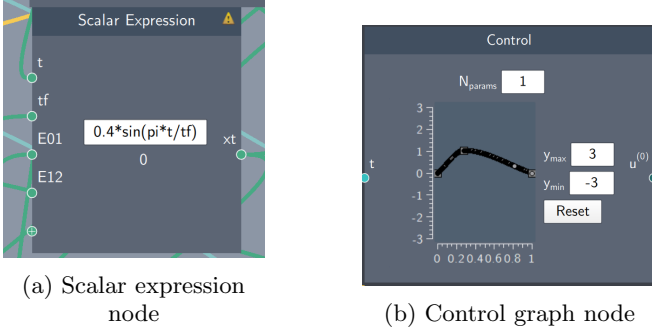 Scalar Expression
t
tf
E01
E12
0.4*sin(pi*t/tf)
0
xt
(a) Scalar expression
node
Control
N_params 1
3
2
1
0
-1
-2
-3
0 0.2 0.4 0.6 0.8 1
t
y_max 3
y_min -3
Reset
u^(0)
(b) Control graph node